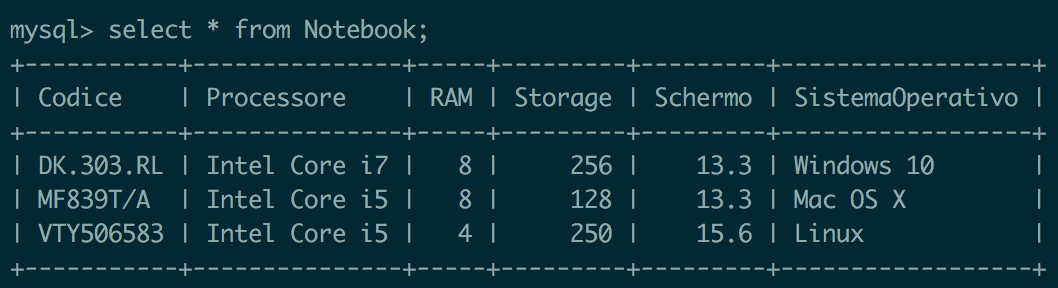 mysql> select * from Notebook;
+-----------+---------------+-----+---------+---------+------------------+
| Codice    | Processore    | RAM | Storage | Schermo | SistemaOperativo |
+-----------+---------------+-----+---------+---------+------------------+
| DK.303.RL | Intel Core i7 |   8 |     256 |    13.3 | Windows 10       |
| MF839T/A  | Intel Core i5 |   8 |     128 |    13.3 | Mac OS X         |
| VTY506583 | Intel Core i5 |   4 |     250 |    15.6 | Linux            |
+-----------+---------------+-----+---------+---------+------------------+